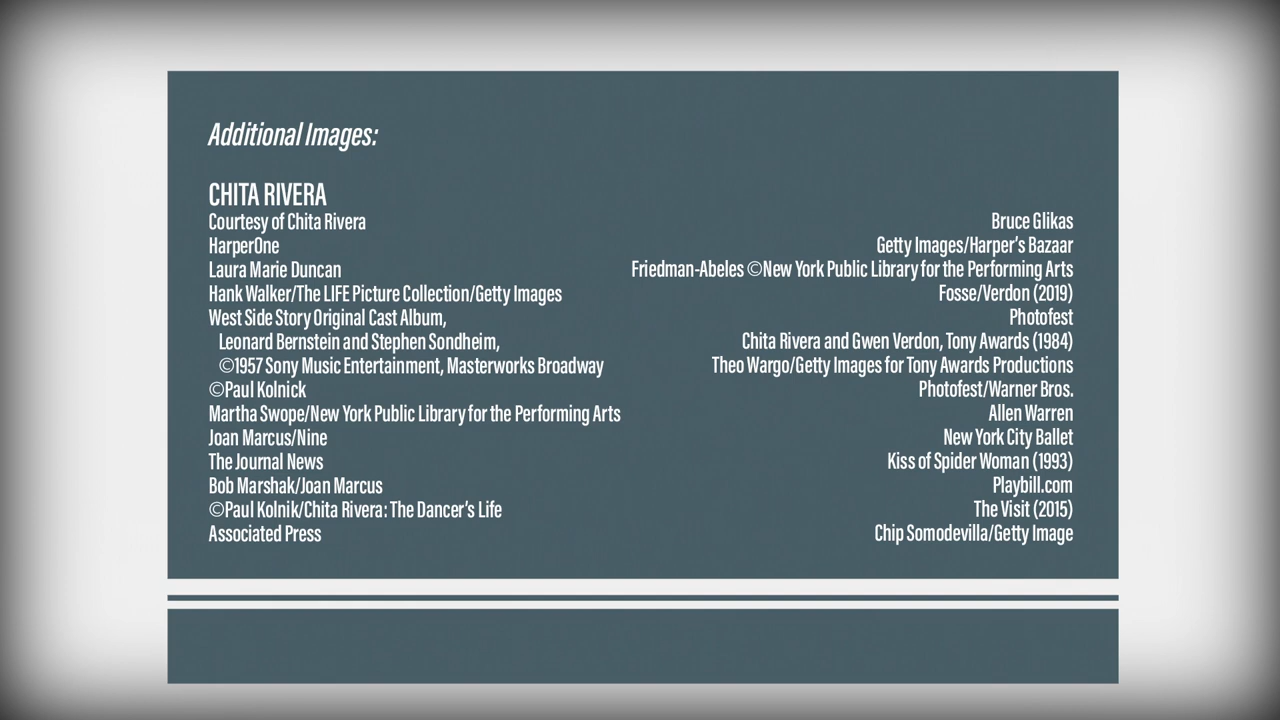 Additional Images:
CHITA RIVERA
Courtesy of Chita Rivera
HarperOne
Laura Marie Duncan
Hank Walker/The LIFE Picture Collection/Getty Images
West Side Story Original Cast Album,
Leonard Bernstein and Stephen Sondheim,
©1957 Sony Music Entertainment, Masterworks Broadway
©Paul Kolnick
Martha Swope/New York Public Library for the Performing Arts
Joan Marcus/Nine
The Journal News
Bob Marshak/Joan Marcus
©Paul Kolnik/Chita Rivera: The Dancer's Life
Associated Press
Bruce Glikas
Getty Images/Harper's Bazaar
Friedman-Abeles ©New York Public Library for the Performing Arts
Fosse/Verdon (2019)
Photofest
Chita Rivera and Gwen Verdon, Tony Awards (1984)
Theo Wargo/Getty Images for Tony Awards Productions
Photofest/Warner Bros.
Allen Warren
New York City Ballet
Kiss of Spider Woman (1993)
Playbill.com
The Visit (2015)
Chip Somodevilla/Getty Image